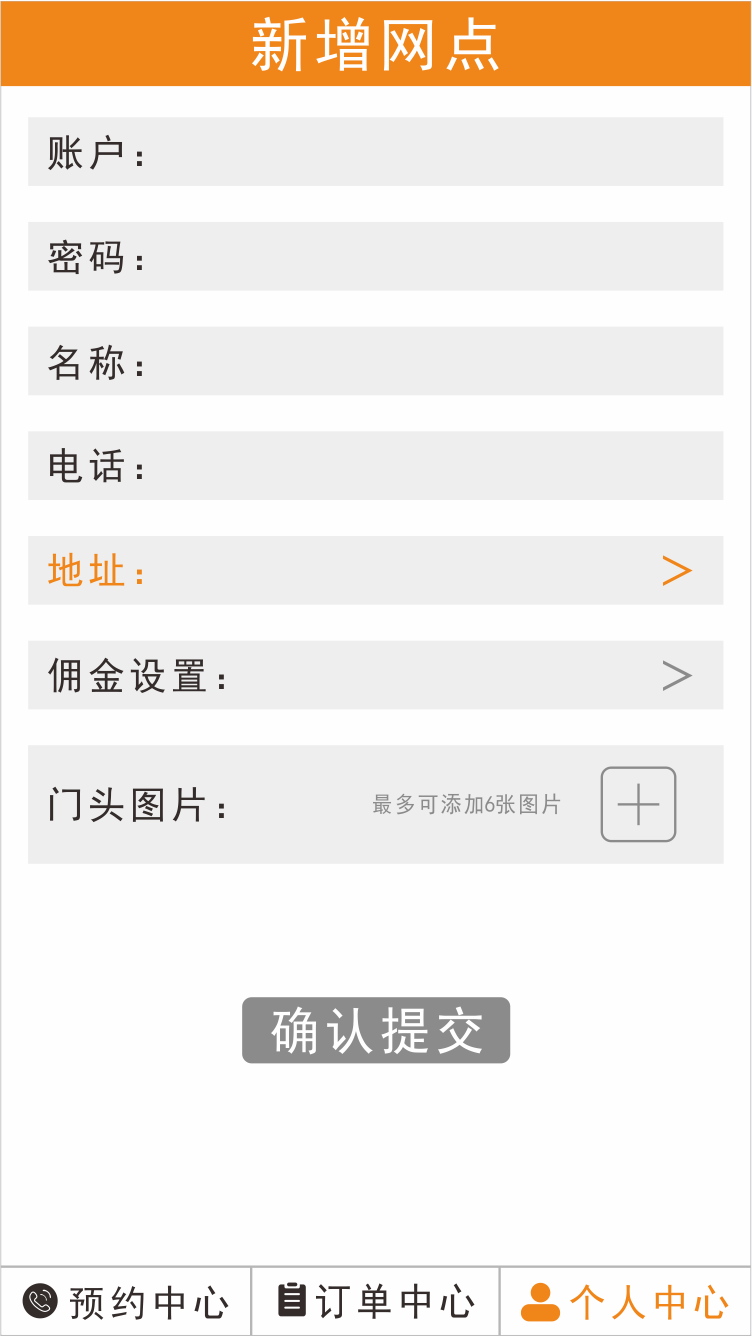 新增网点
账户：
密码：
名称：
电话：
地址： >
佣金设置： >
门头图片： 最多可添加6张图片
确认提交
预约中心 订单中心 个人中心